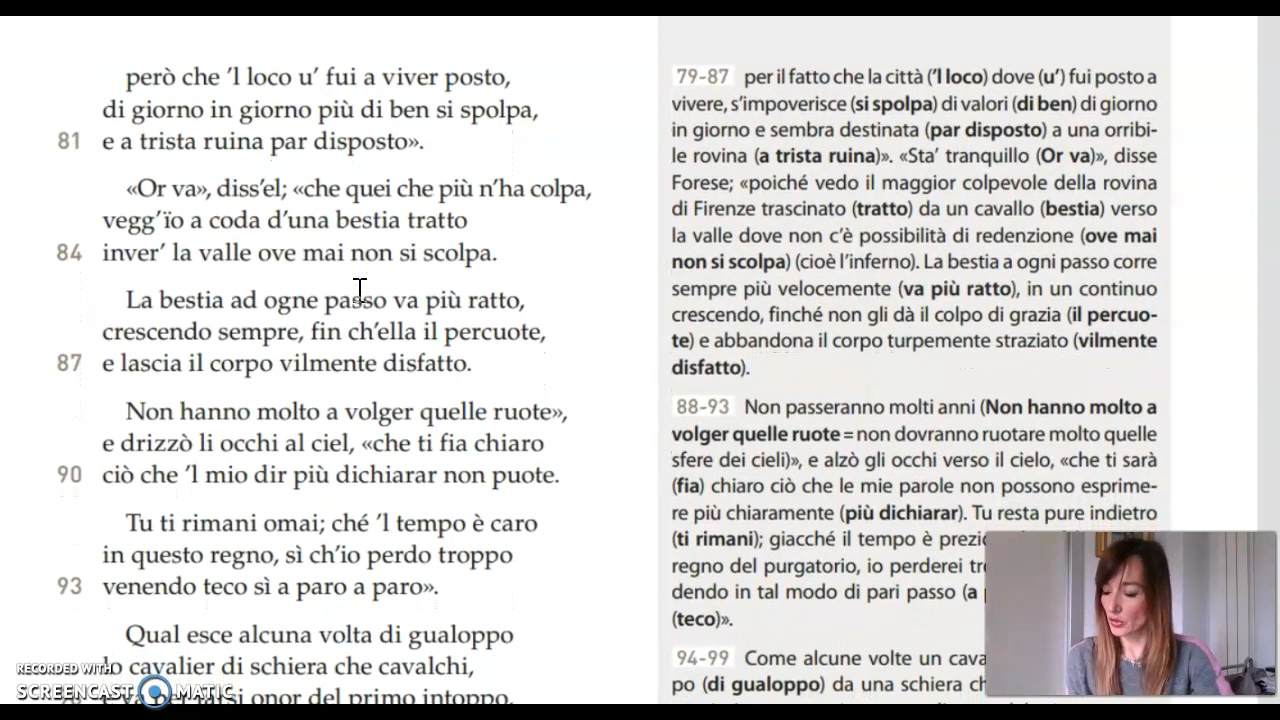 però che ’l loco u’ fui a viver posto,
di giorno in giorno più di ben si spolpa,
81 e a trista ruina par disposto».
«Or va», diss’el; «che quei che più n’ha colpa,
vegg’ïo a coda d’una bestia tratto
84 inver’ la valle ove mai non si scolpa.
La bestia ad ogne passo va più ratto,
crescendo sempre, fin ch’ella il percuote,
87 e lascia il corpo vilmente disfatto.
Non hanno molto a volger quelle ruote»,
e drizzò li occhi al ciel, «che ti fia chiaro
90 ciò che ’l mio dir più dichiarar non puote.
Tu ti rimani omai; ché ’l tempo è caro
in questo regno, sì ch’io perdo troppo
93 venendo teco sì a paro a paro».
Qual esce alcuna volta di gualoppo
lo cavalier di schiera che cavalchi,
e va per farsi onor del primo intoppo,
79-87 per il fatto che la città (’l loco) dove (u’) fui posto a
vivere, s’impoverisce (si spolpa) di valori (di ben) di giorno
in giorno e sembra destinata (par disposto) a una orribi-
le rovina (a trista ruina)». «Sta’ tranquillo (Or va)», disse
Forese; «poiché vedo il maggior colpevole della rovina
di Firenze trascinato (tratto) da un cavallo (bestia) verso
la valle dove non c’è possibilità di redenzione (ove mai
non si scolpa) (cioè l’inferno). La bestia a ogni passo corre
sempre più velocemente (va più ratto), in un continuo
crescendo, finché non gli dà il colpo di grazia (il percuo-
te) e abbandona il corpo turpemente straziato (vilmente
disfatto).
88-93 Non passeranno molti anni (Non hanno molto a
volger quelle ruote = non dovranno ruotare molto quelle
sfere dei cieli)», e alzò gli occhi verso il cielo, «che ti sarà
(fia) chiaro ciò che le mie parole non possono esprime-
re più chiaramente (più dichiarar). Tu resta pure indietro
(ti rimani); giacché il tempo è
regno del purgatorio, io perderei
dendo in tal modo di pari passo (a
(teco)».
94-99 Come alcune volte un
po (di gualoppo) da una schiera
RECORDED WITH
SCREENCAST MATIC